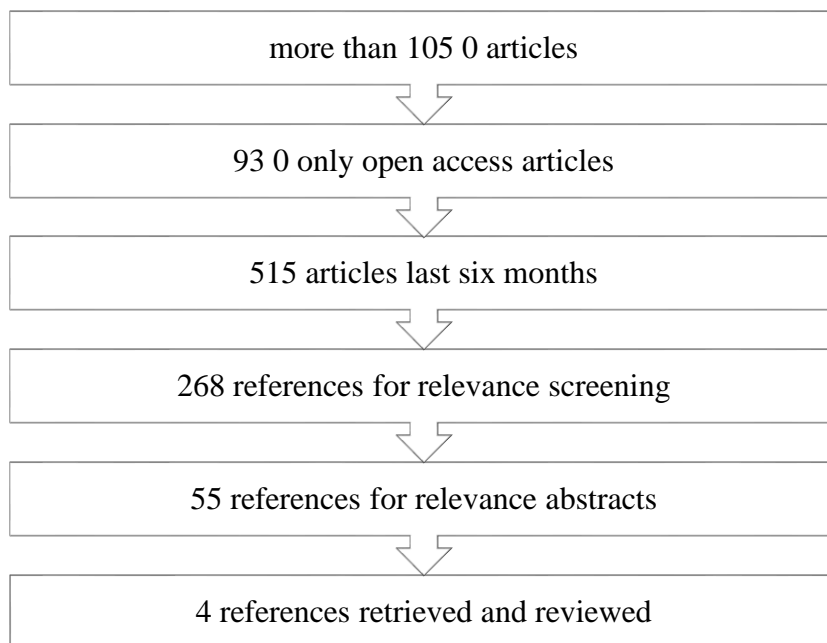 more than 105 0 articles
93 0 only open access articles
515 articles last six months
268 references for relevance screening
55 references for relevance abstracts
4 references retrieved and reviewed